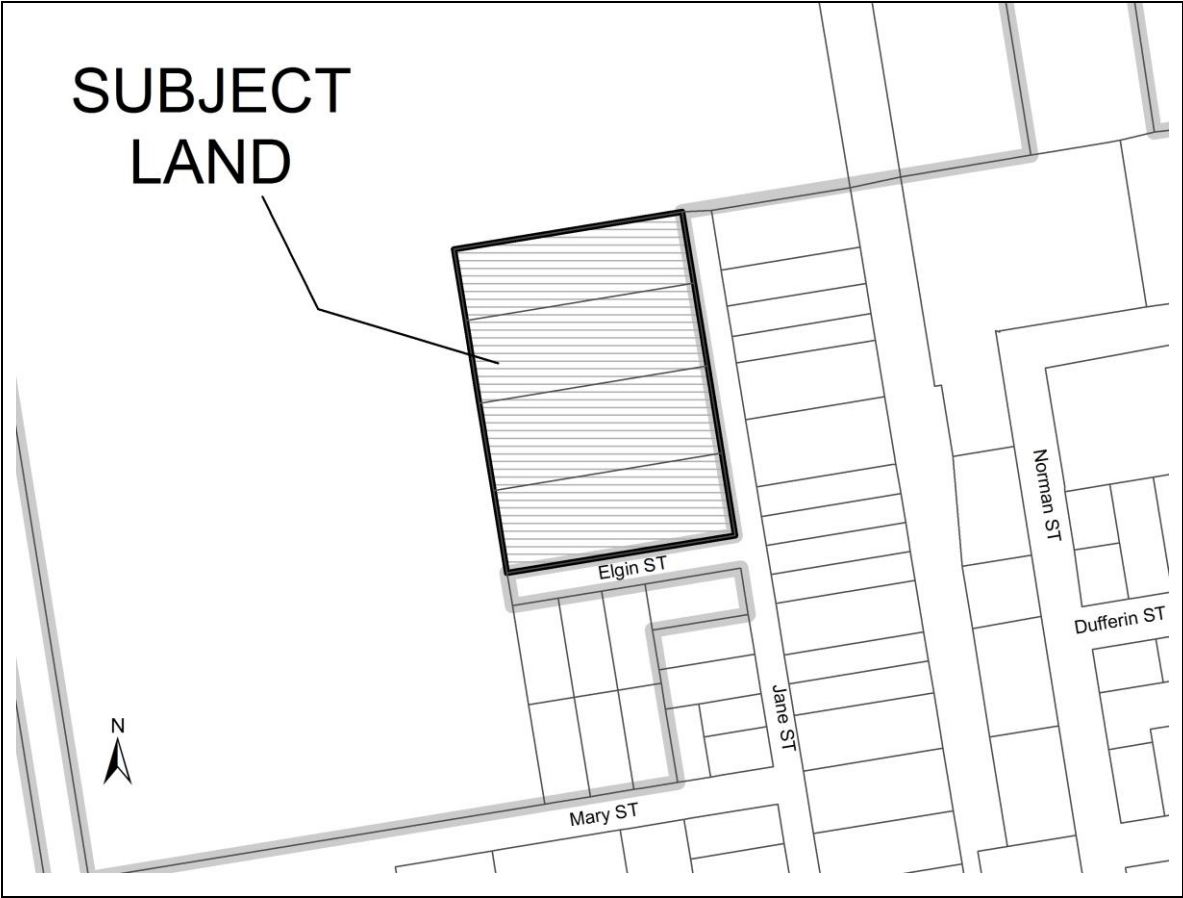 SUBJECT
LAND
Norman ST
Elgin ST
Dufferin ST
Jane ST
N
Mary ST